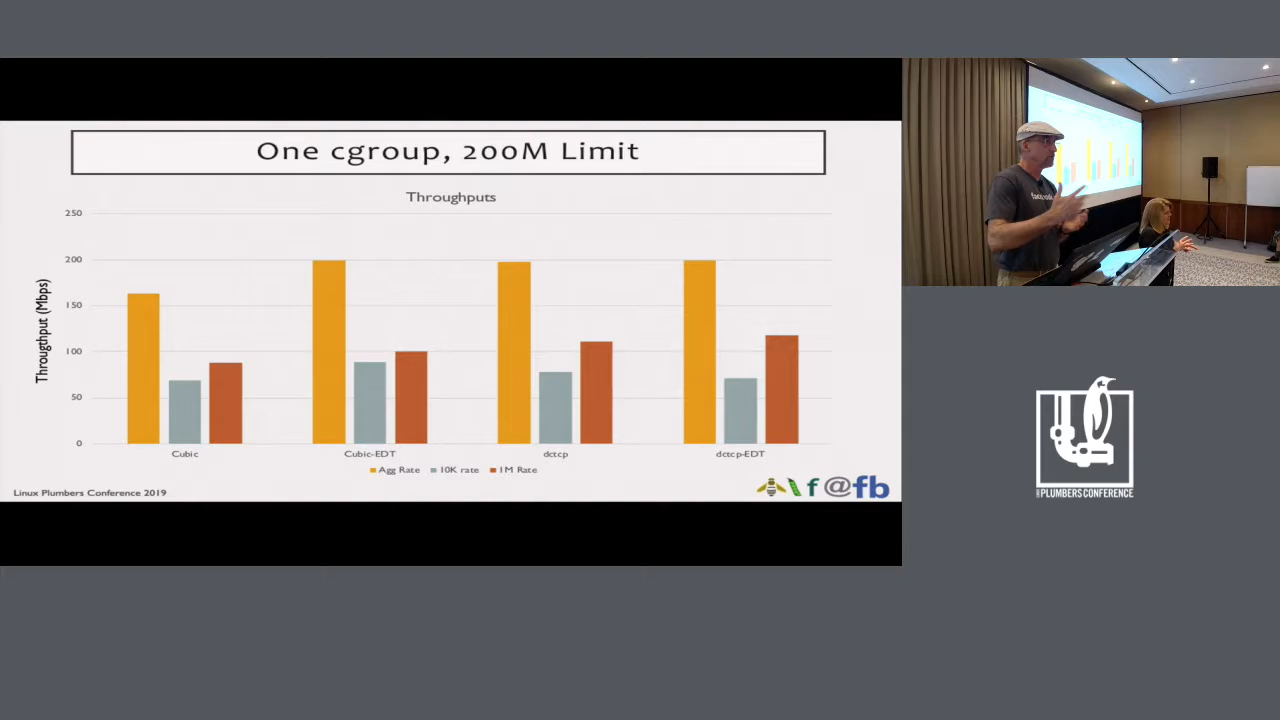 One cgroup, 200M Limit
Throughputs
Througthput (Mbps)
250
200
150
100
50
0
Cubic
Cubic-EDT
dctcp
dctcp-EDT
Agg Rate
10K rate
1M Rate
Linux Plumbers Conference 2019
f @fb
PLUMBERS CONFERENCE